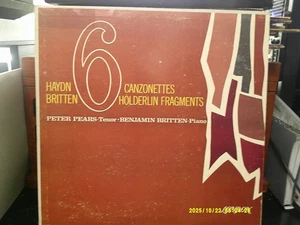 6
HAYDN CANZONETTES
BRITTEN HOLDERLIN FRAGMENTS
PETER PEARS-Tenor·BENJAMIN BRITTEN-Piano